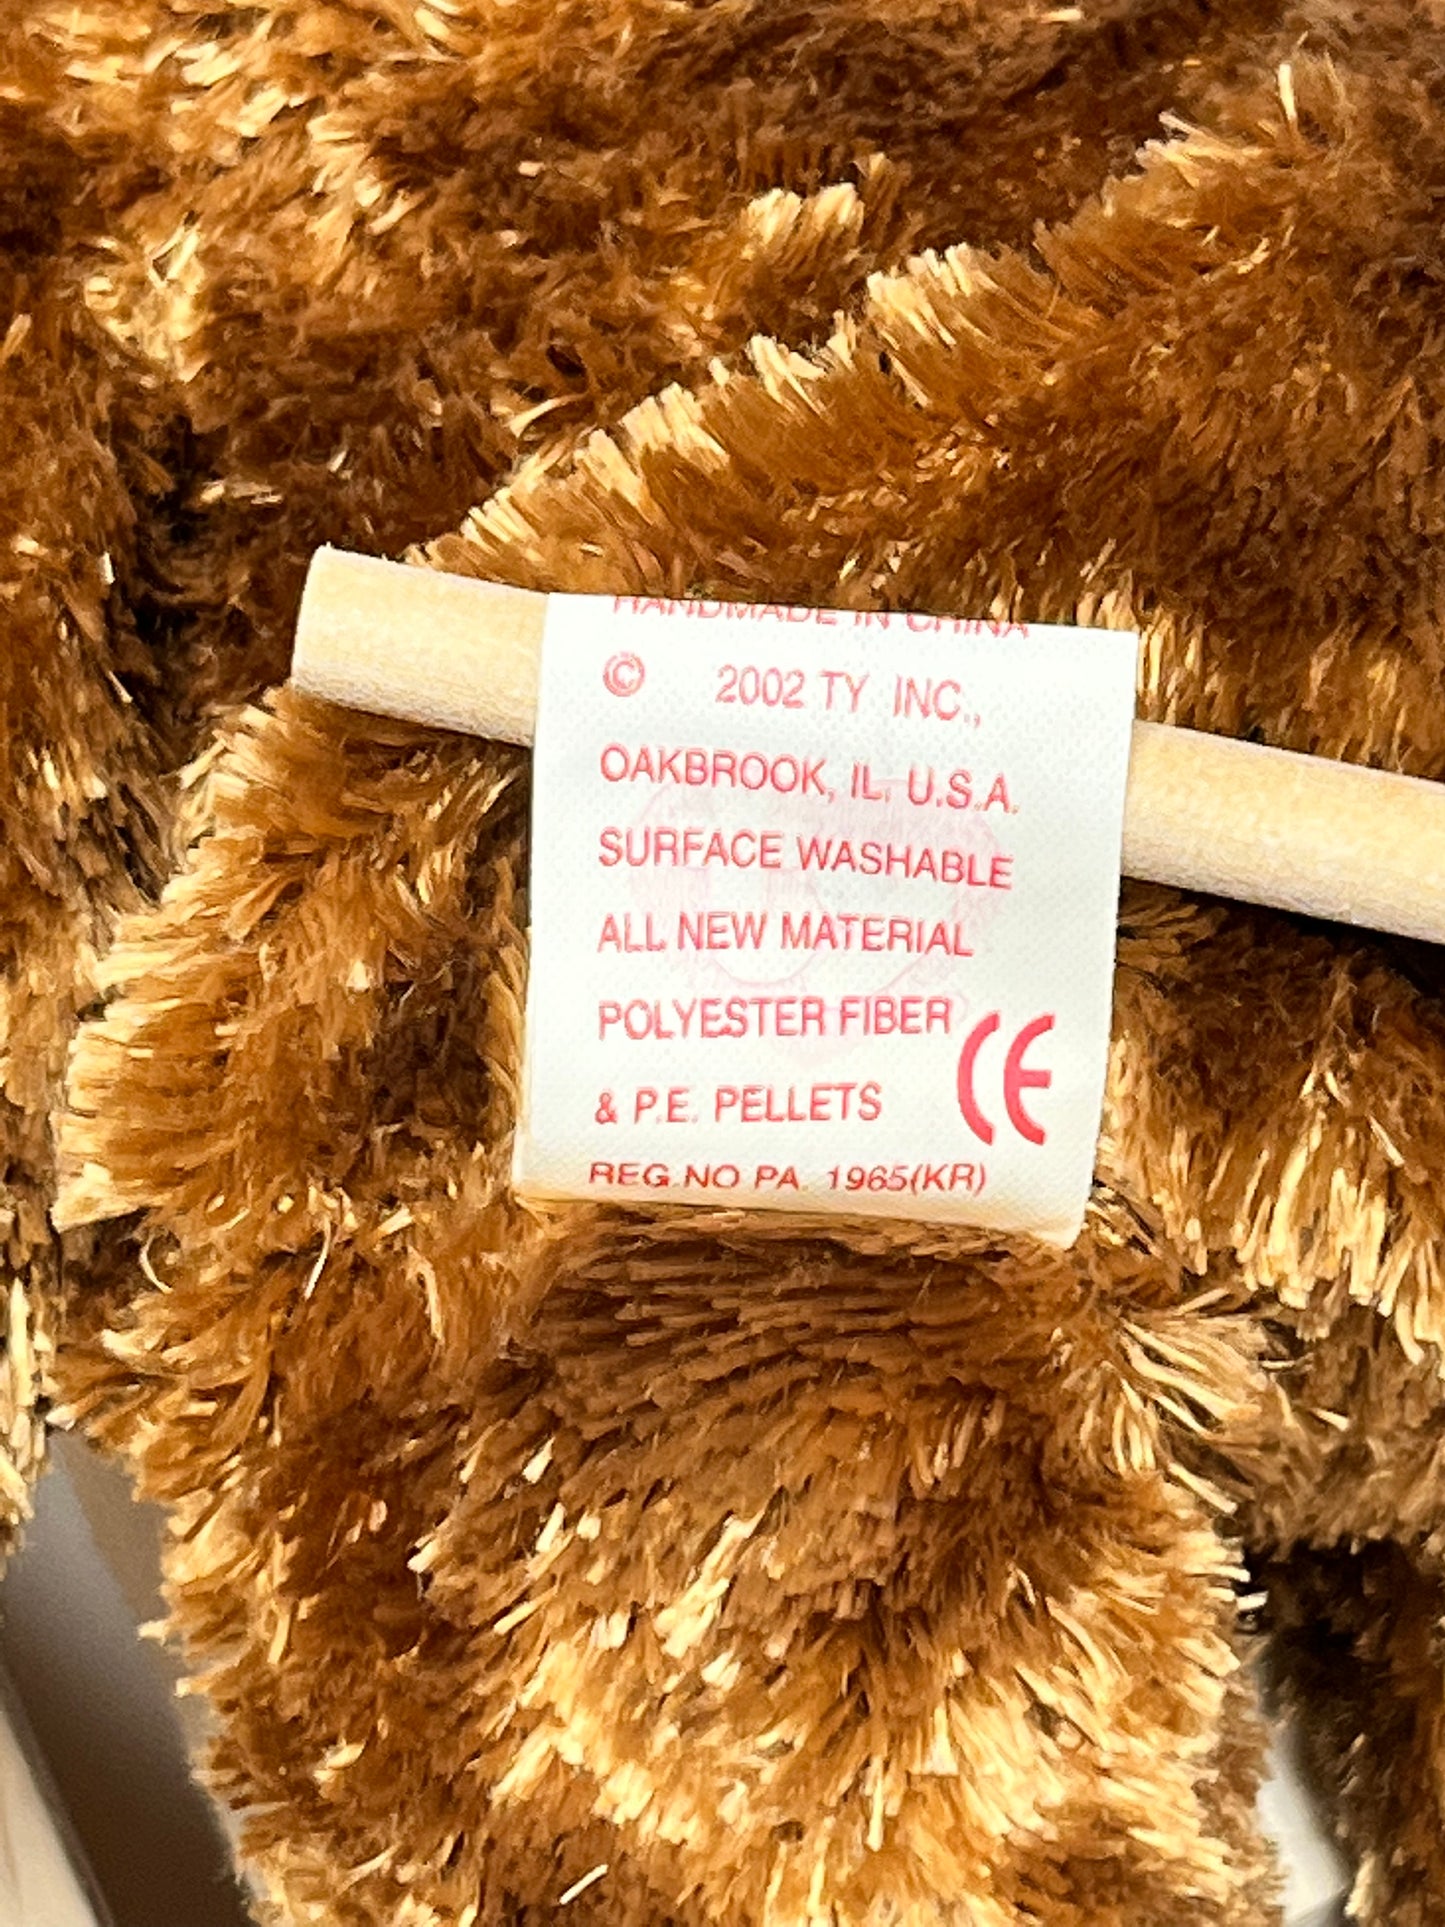 HANDMADE IN CHINA
© 2002 TY INC.,
OAKBROOK, IL. U.S.A.
SURFACE WASHABLE
ALL NEW MATERIAL
POLYESTER FIBER
& P.E. PELLETS
CE
REG.NO PA. 1965(KR)